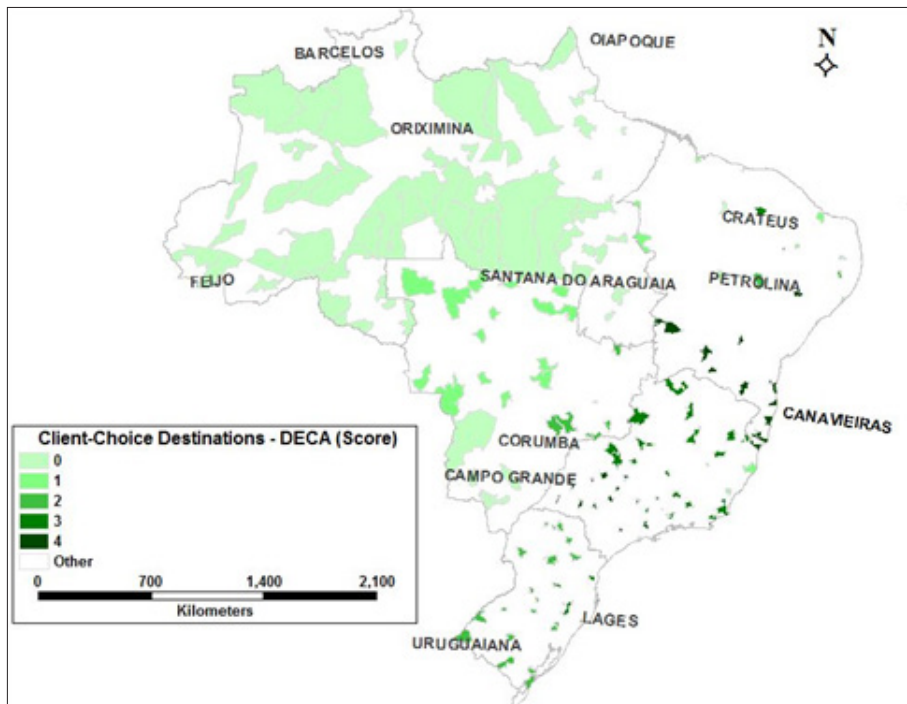 OIAPOQUE
BARCELOS
N
ORIXIMINA
CRATEUS
FEIJO
SANTANA DO ARAGUAIA
PETROLINA
CANAVIEIRAS
Client-Choice Destinations - DECA (Score)
0
1
2
3
4
Other
0 700 1,400 2,100
Kilometers
CORUMBA
CAMPO GRANDE
LAGES
URUGUAIANA